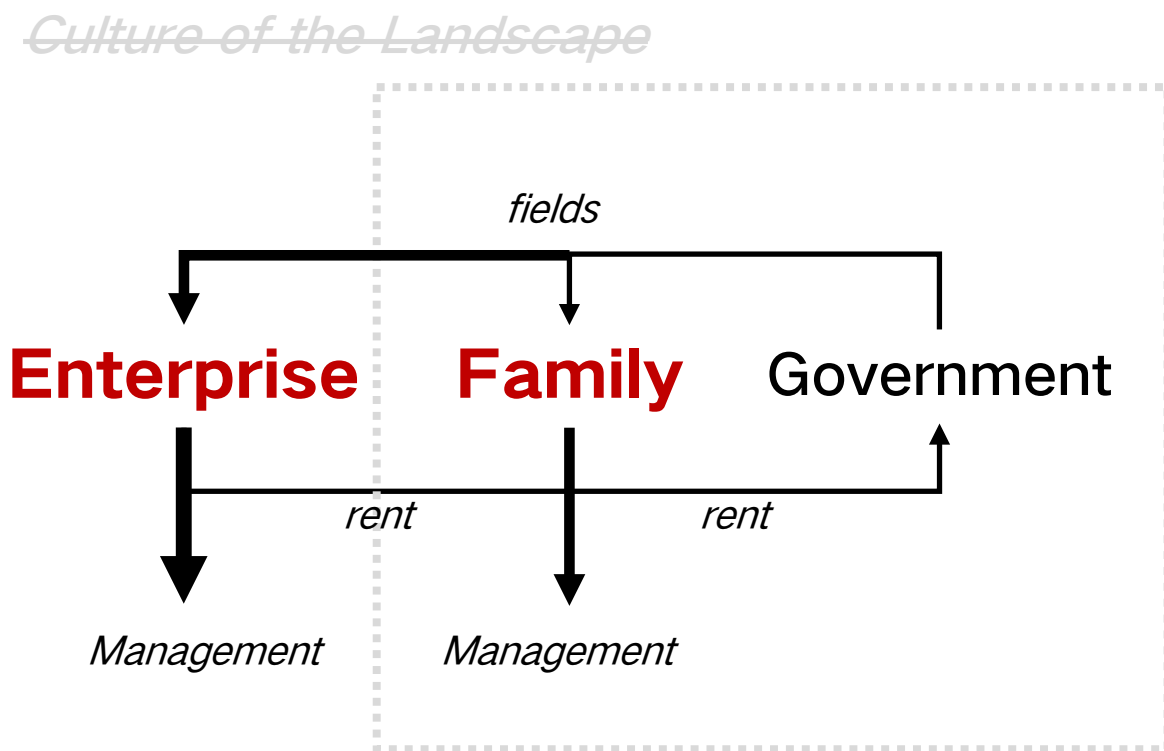 Culture of the Landscape
fields
Enterprise Family Government
rent rent
Management Management